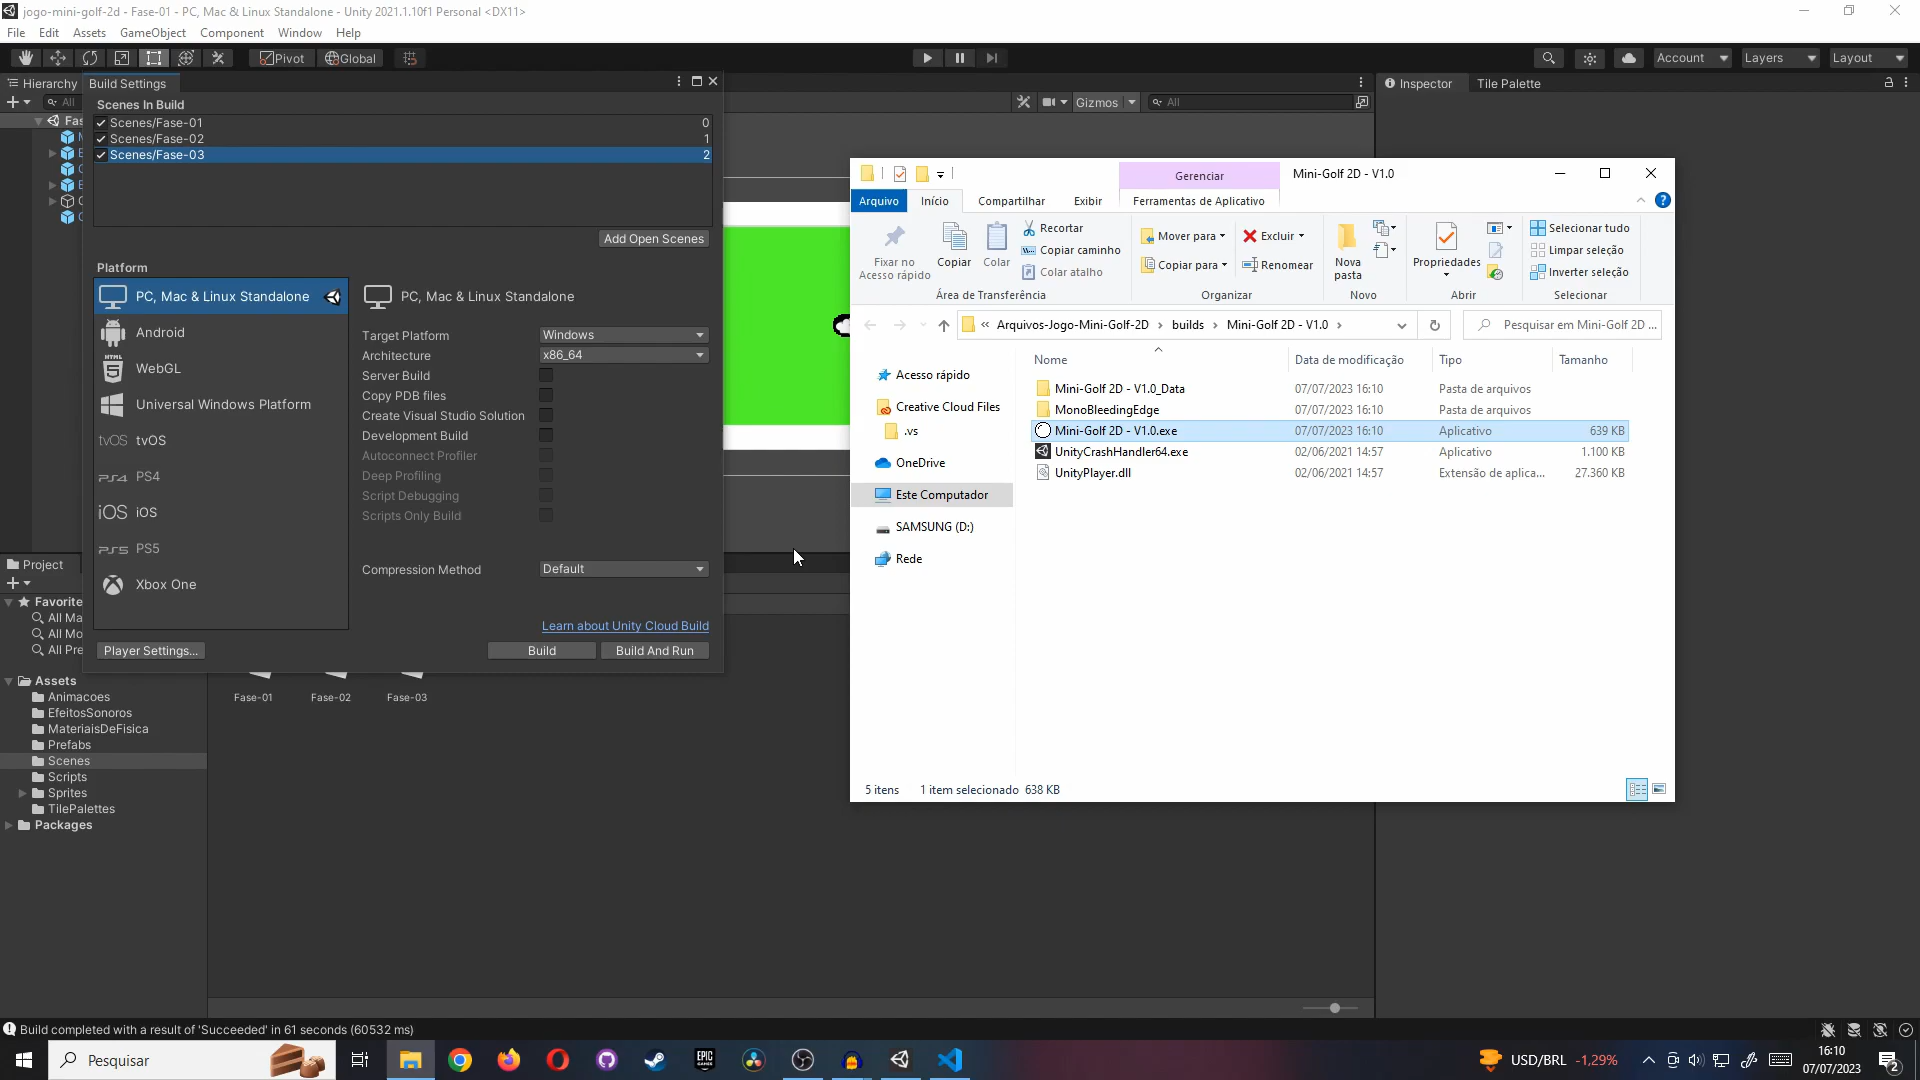 jogo-mini-golf-2d - Fase-01 - PC, Mac & Linux Standalone - Unity 2021.1.10f1 Personal <DX11>
File Edit Assets GameObject Component Window Help
Pivot Global Account Layers Layout
Hierarchy Build Settings
Scenes In Build
Scenes/Fase-01 0
Scenes/Fase-02 1
Scenes/Fase-03 2
Add Open Scenes
Platform
PC, Mac & Linux Standalone
Android
WebGL
Universal Windows Platform
tvOS tvOS
PS4 PS4
iOS iOS
PS5 PS5
Xbox One
PC, Mac & Linux Standalone
Target Platform Windows
Architecture x86_64
Server Build
Copy PDB files
Create Visual Studio Solution
Development Build
Autoconnect Profiler
Deep Profiling
Script Debugging
Scripts Only Build
Compression Method Default
Learn about Unity Cloud Build
Player Settings... Build Build And Run
All
Fas
Gizmos All
Inspector Tile Palette
Project
Favorite
All Ma
All Mo
All Pre
Assets
Animacoes
EfeitosSonoros
MateriaisDeFisica
Prefabs
Scenes
Scripts
Sprites
TilePalettes
Packages
Fase-01 Fase-02 Fase-03
Gerenciar Mini-Golf 2D - V1.0
Arquivo Início Compartilhar Exibir Ferramentas de Aplicativo
Fixar no
Acesso rápido
Copiar
Colar
Recortar
Copiar caminho
Colar atalho
Área de Transferência
Mover para
Copiar para
Excluir
Renomear
Organizar
Nova
pasta
Novo
Propriedades
Abrir
Selecionar tudo
Limpar seleção
Inverter seleção
Selecionar
« Arquivos-Jogo-Mini-Golf-2D builds Mini-Golf 2D - V1.0
Pesquisar em Mini-Golf 2D ...
Acesso rápido
Creative Cloud Files
.vs
OneDrive
Este Computador
SAMSUNG (D:)
Rede
Nome Data de modificação Tipo Tamanho
Mini-Golf 2D - V1.0_Data 07/07/2023 16:10 Pasta de arquivos
MonoBleedingEdge 07/07/2023 16:10 Pasta de arquivos
Mini-Golf 2D - V1.0.exe 07/07/2023 16:10 Aplicativo 639 KB
UnityCrashHandler64.exe 02/06/2021 14:57 Aplicativo 1.100 KB
UnityPlayer.dll 02/06/2021 14:57 Extensão de aplica... 27.360 KB
5 itens 1 item selecionado 638 KB
Build completed with a result of 'Succeeded' in 61 seconds (60532 ms)
Pesquisar
EPIC GAMES
USD/BRL -1,29%
16:10
07/07/2023
2